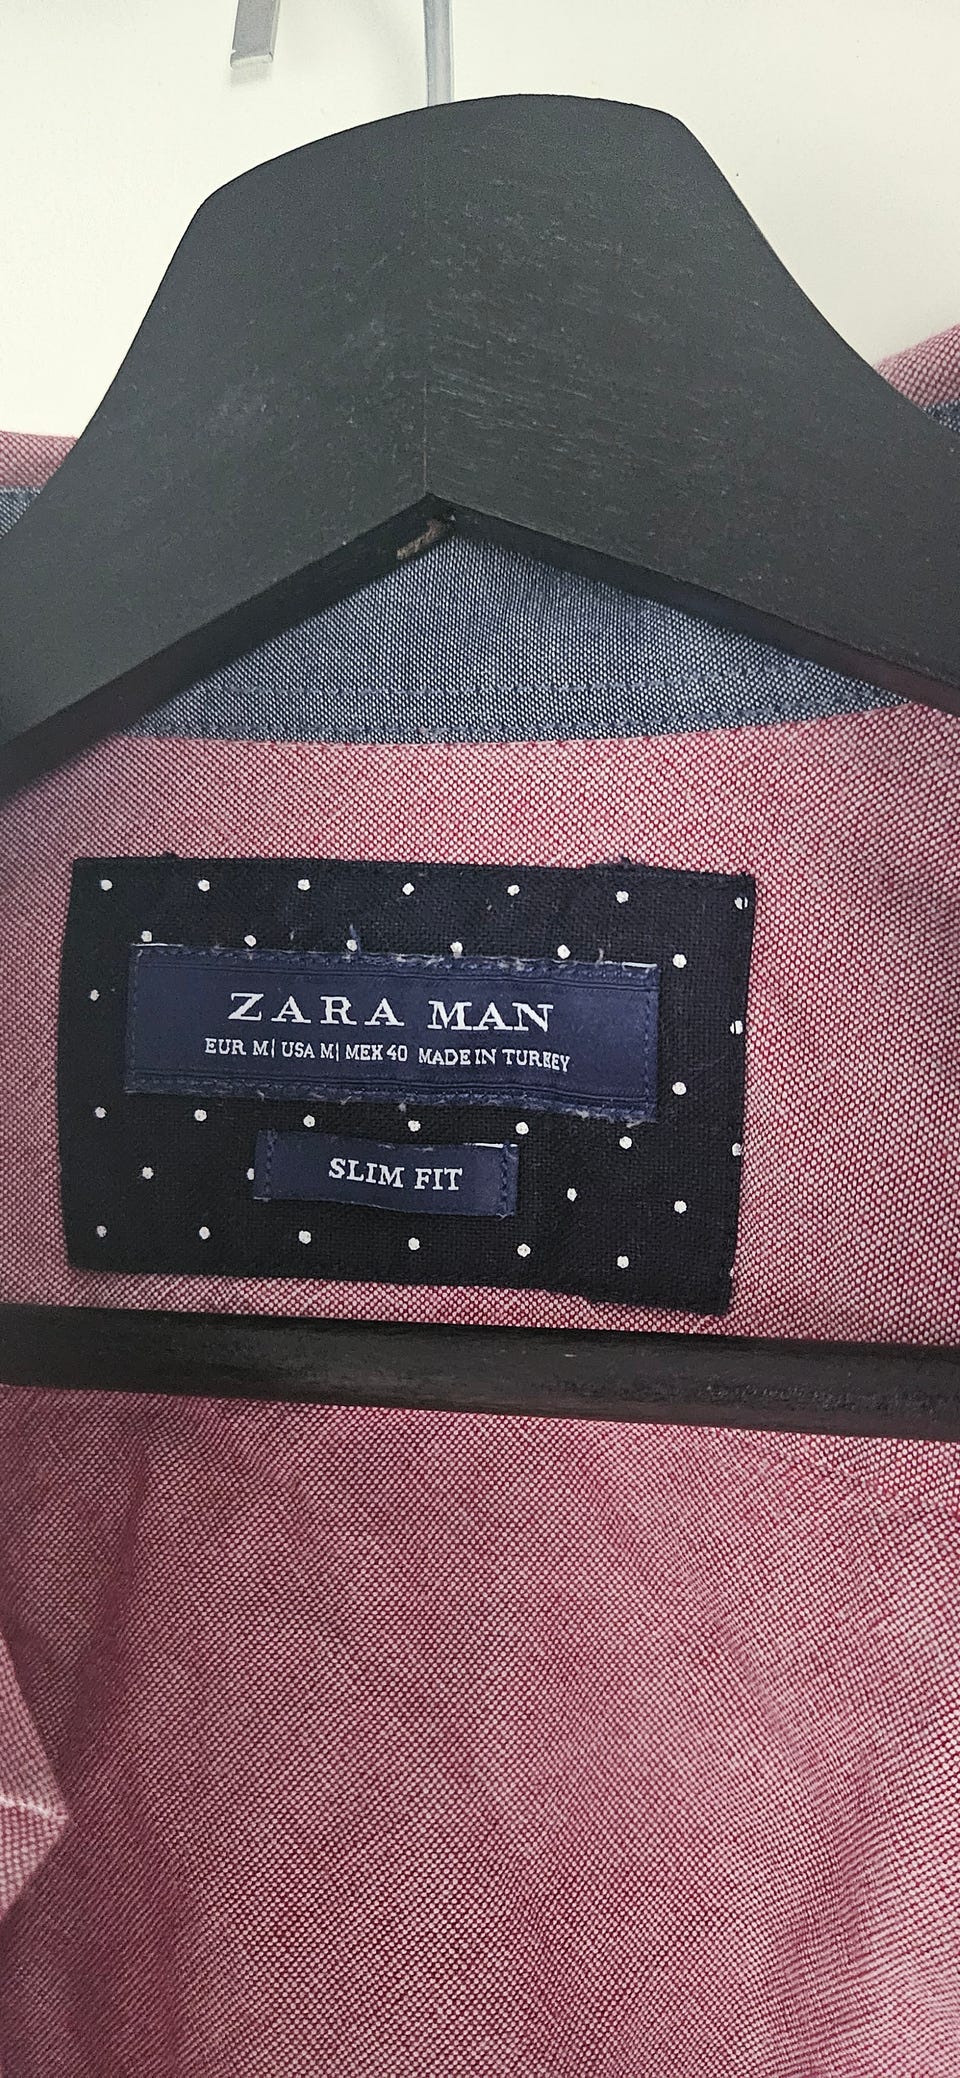 ZARA MAN
EUR M| USA M| MEX 40 MADE IN TURKEY
SLIM FIT